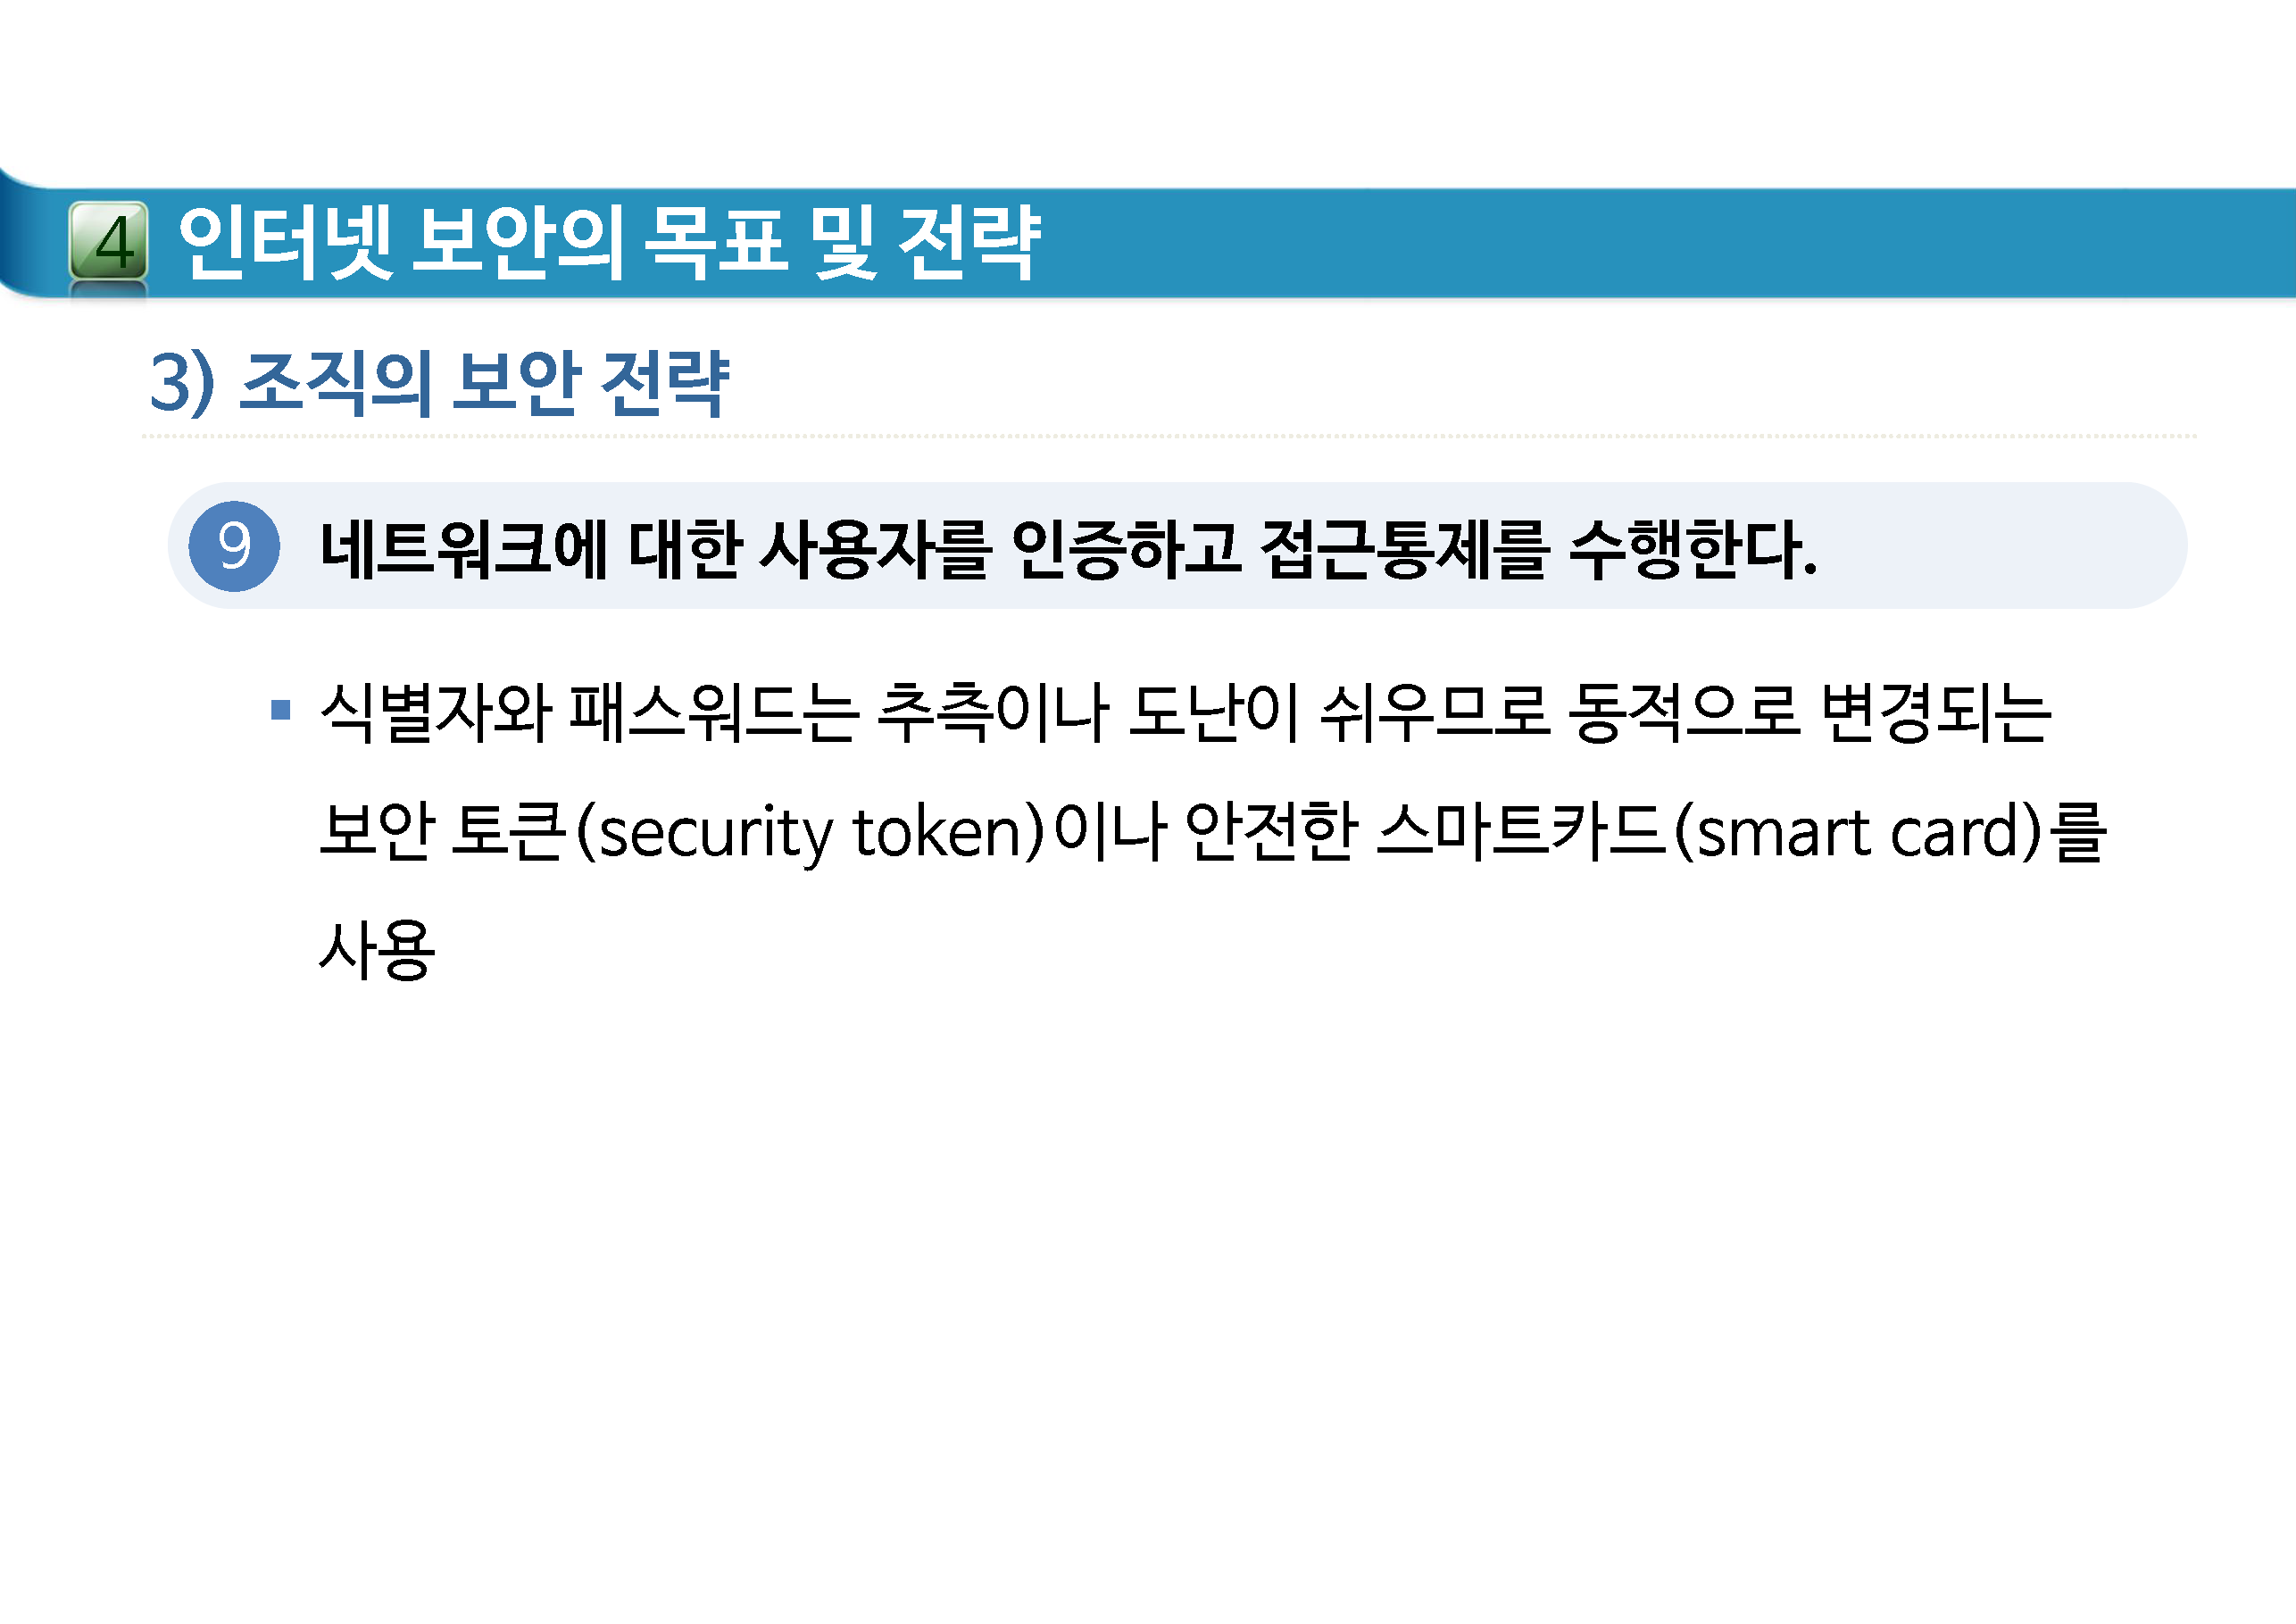 4 인터넷 보안의 목표 및 전략
3) 조직의 보안 전략
9 네트워크에 대한 사용자를 인증하고 접근통제를 수행한다.
▪ 식별자와 패스워드는 추측이나 도난이 쉬우므로 동적으로 변경되는
보안 토큰(security token)이나 안전한 스마트카드(smart card)를
사용